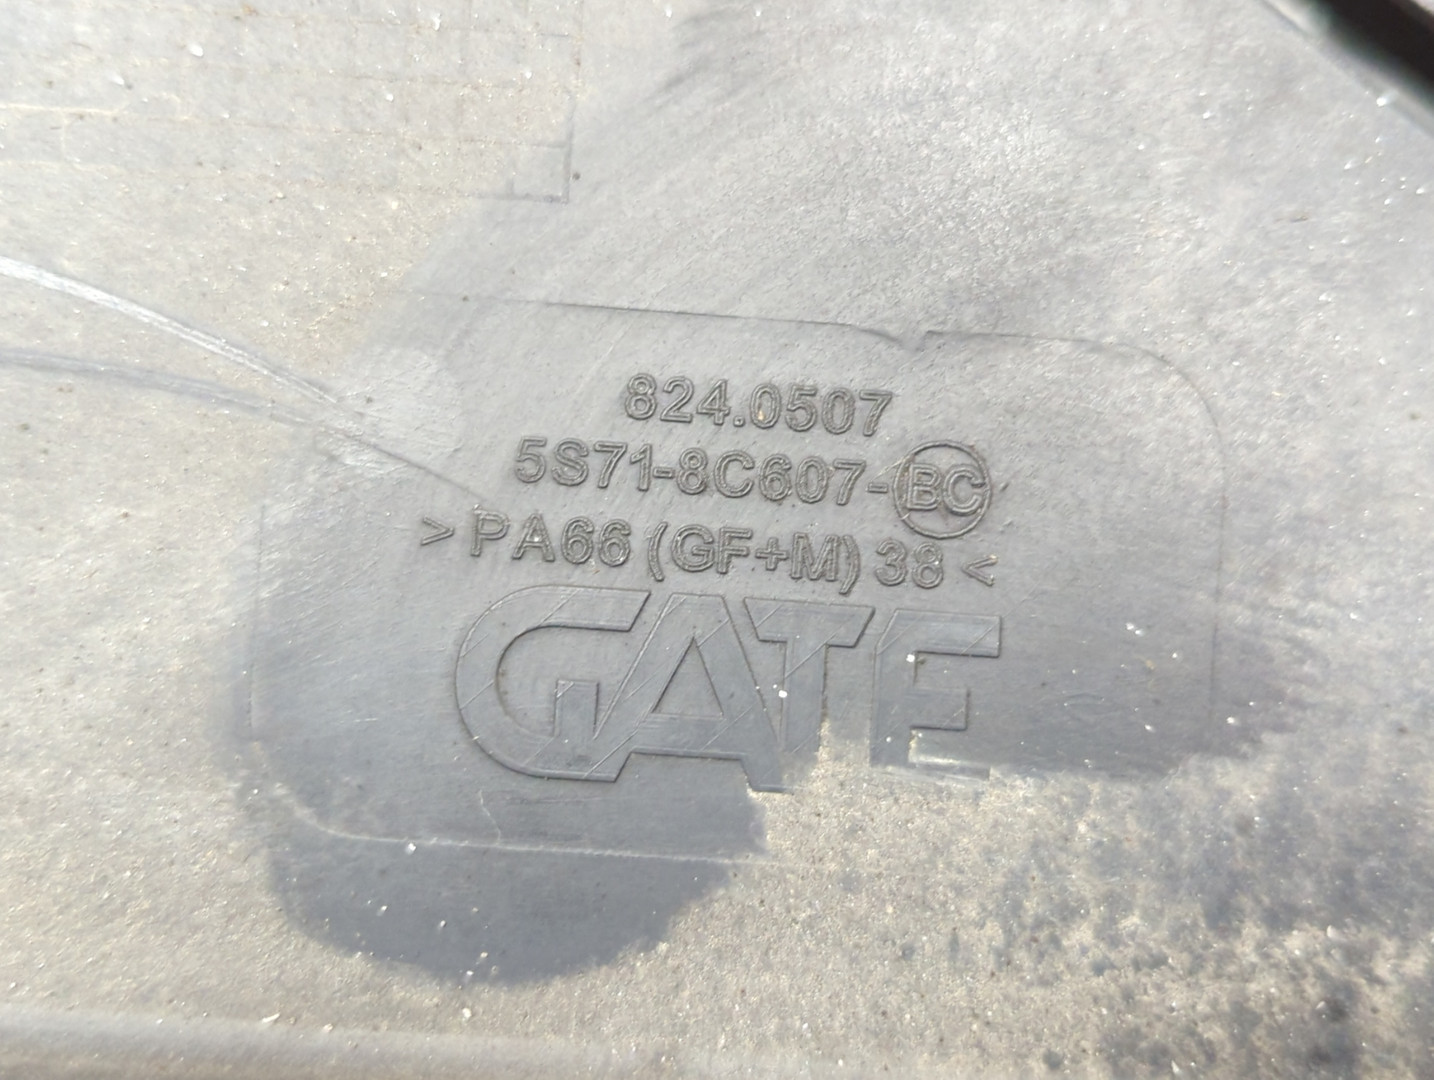 824.0507
5S71-8C607-BC
>PA66 (GF+M) 38<
GATE